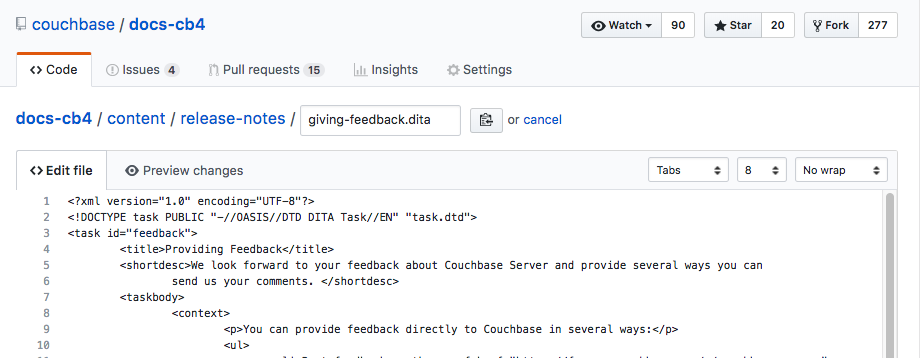 couchbase / docs-cb4
Watch 90 Star 20 Fork 277
Code Issues 4 Pull requests 15 Insights Settings
docs-cb4 / content / release-notes / giving-feedback.dita or cancel
Edit file Preview changes Tabs 8 No wrap
1 <?xml version="1.0" encoding="UTF-8"?>
2 <!DOCTYPE task PUBLIC "-//OASIS//DTD DITA Task//EN" "task.dtd">
3 <task id="feedback">
4 <title>Providing Feedback</title>
5 <shortdesc>We look forward to your feedback about Couchbase Server and provide several ways you can
6 send us your comments. </shortdesc>
7 <taskbody>
8 <context>
9 <p>You can provide feedback directly to Couchbase in several ways:</p>
10 <ul>